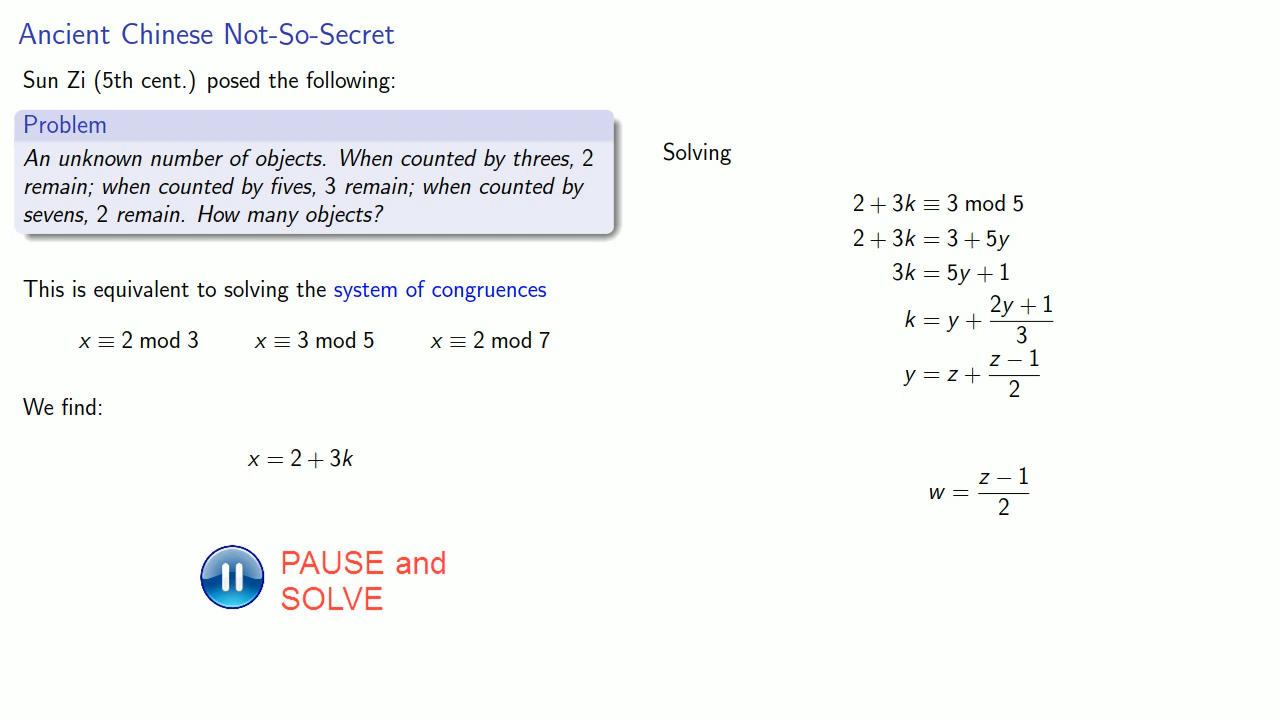 Ancient Chinese Not-So-Secret
Sun Zi (5th cent.) posed the following:
Problem
An unknown number of objects. When counted by threes, 2
remain; when counted by fives, 3 remain; when counted by
sevens, 2 remain. How many objects?
This is equivalent to solving the system of congruences
x ≡ 2 mod 3 x ≡ 3 mod 5 x ≡ 2 mod 7
We find:
x = 2 + 3k
PAUSE and
SOLVE
Solving
2 + 3k ≡ 3 mod 5
2 + 3k = 3 + 5y
3k = 5y + 1
k = y + (2y + 1)/3
y = z + (z − 1)/2
w = (z − 1)/2